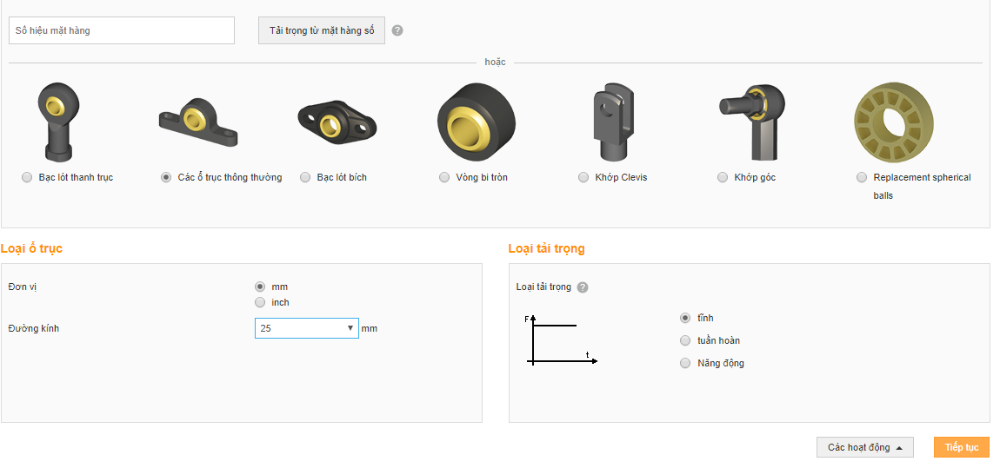 Số hiệu mặt hàng
Tải trọng từ mặt hàng số
?
hoặc
Bạc lót thanh trục
Các ổ trục thông thường
Bạc lót bích
Vòng bi tròn
Khớp Clevis
Khớp góc
Replacement spherical
balls
Loại ổ trục
Loại tải trọng
Đơn vị
mm
inch
Đường kính
25
mm
Loại tải trọng ?
F
t
tĩnh
tuần hoàn
Năng động
Các hoạt động
Tiếp tục